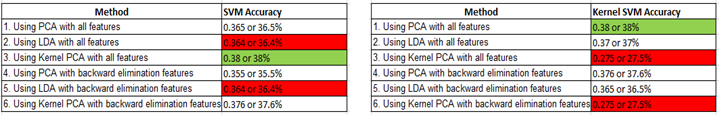 Method SVM Accuracy
1. Using PCA with all features 0.365 or 36.5%
2. Using LDA with all features 0.364 or 36.4%
3. Using Kernel PCA with all features 0.38 or 38%
4. Using PCA with backward elimination features 0.355 or 35.5%
5. Using LDA with backward elimination features 0.364 or 36.4%
6. Using Kernel PCA with backward elimination features 0.376 or 37.6%
Method Kernel SVM Accuracy
1. Using PCA with all features 0.38 or 38%
2. Using LDA with all features 0.37 or 37%
3. Using Kernel PCA with all features 0.275 or 27.5%
4. Using PCA with backward elimination features 0.376 or 37.6%
5. Using LDA with backward elimination features 0.365 or 36.5%
6. Using Kernel PCA with backward elimination features 0.275 or 27.5%